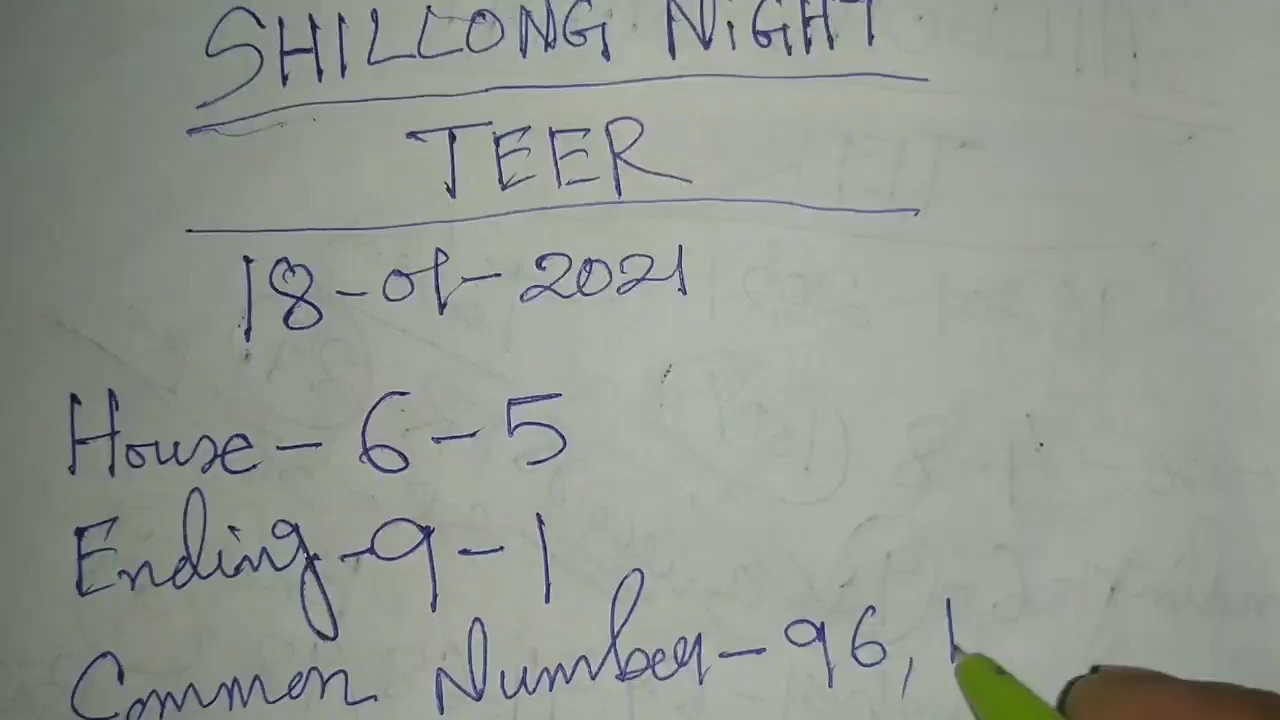 SHILLONG NiGHT
TEER
18-01-2021
House - 6-5
Ending - 9-1
Common Number - 96,